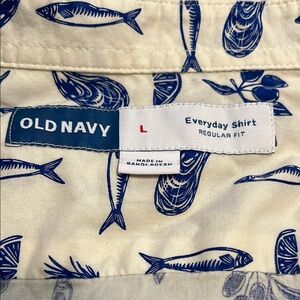 OLD NAVY
L
Everyday Shirt
REGULAR FIT
MADE IN
BANGLADESH